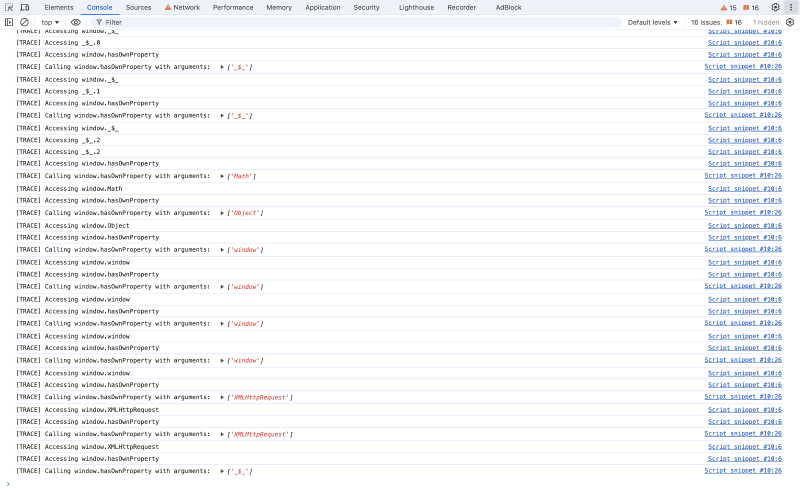 Elements Console Sources Network Performance Memory Application Security Lighthouse Recorder AdBlock 15 16
top Filter Default levels 16 Issues: 16 1 hidden
[TRACE] Accessing window._$_ Script snippet #10:6
[TRACE] Accessing _$_.0 Script snippet #10:6
[TRACE] Accessing window.hasOwnProperty Script snippet #10:6
[TRACE] Calling window.hasOwnProperty with arguments: ▶ ['_$_'] Script snippet #10:26
[TRACE] Accessing window._$_ Script snippet #10:6
[TRACE] Accessing _$_.1 Script snippet #10:6
[TRACE] Accessing window.hasOwnProperty Script snippet #10:6
[TRACE] Calling window.hasOwnProperty with arguments: ▶ ['_$_'] Script snippet #10:26
[TRACE] Accessing window._$_ Script snippet #10:6
[TRACE] Accessing _$_.2 Script snippet #10:6
[TRACE] Accessing _$_.2 Script snippet #10:6
[TRACE] Accessing window.hasOwnProperty Script snippet #10:6
[TRACE] Calling window.hasOwnProperty with arguments: ▶ ['Math'] Script snippet #10:26
[TRACE] Accessing window.Math Script snippet #10:6
[TRACE] Accessing window.hasOwnProperty Script snippet #10:6
[TRACE] Calling window.hasOwnProperty with arguments: ▶ ['Object'] Script snippet #10:26
[TRACE] Accessing window.Object Script snippet #10:6
[TRACE] Accessing window.hasOwnProperty Script snippet #10:6
[TRACE] Calling window.hasOwnProperty with arguments: ▶ ['window'] Script snippet #10:26
[TRACE] Accessing window.window Script snippet #10:6
[TRACE] Accessing window.hasOwnProperty Script snippet #10:6
[TRACE] Calling window.hasOwnProperty with arguments: ▶ ['window'] Script snippet #10:26
[TRACE] Accessing window.window Script snippet #10:6
[TRACE] Accessing window.hasOwnProperty Script snippet #10:6
[TRACE] Calling window.hasOwnProperty with arguments: ▶ ['window'] Script snippet #10:26
[TRACE] Accessing window.window Script snippet #10:6
[TRACE] Accessing window.hasOwnProperty Script snippet #10:6
[TRACE] Calling window.hasOwnProperty with arguments: ▶ ['window'] Script snippet #10:26
[TRACE] Accessing window.window Script snippet #10:6
[TRACE] Accessing window.hasOwnProperty Script snippet #10:6
[TRACE] Calling window.hasOwnProperty with arguments: ▶ ['XMLHttpRequest'] Script snippet #10:26
[TRACE] Accessing window.XMLHttpRequest Script snippet #10:6
[TRACE] Accessing window.hasOwnProperty Script snippet #10:6
[TRACE] Calling window.hasOwnProperty with arguments: ▶ ['XMLHttpRequest'] Script snippet #10:26
[TRACE] Accessing window.XMLHttpRequest Script snippet #10:6
[TRACE] Accessing window.hasOwnProperty Script snippet #10:6
[TRACE] Calling window.hasOwnProperty with arguments: ▶ ['_$_'] Script snippet #10:26